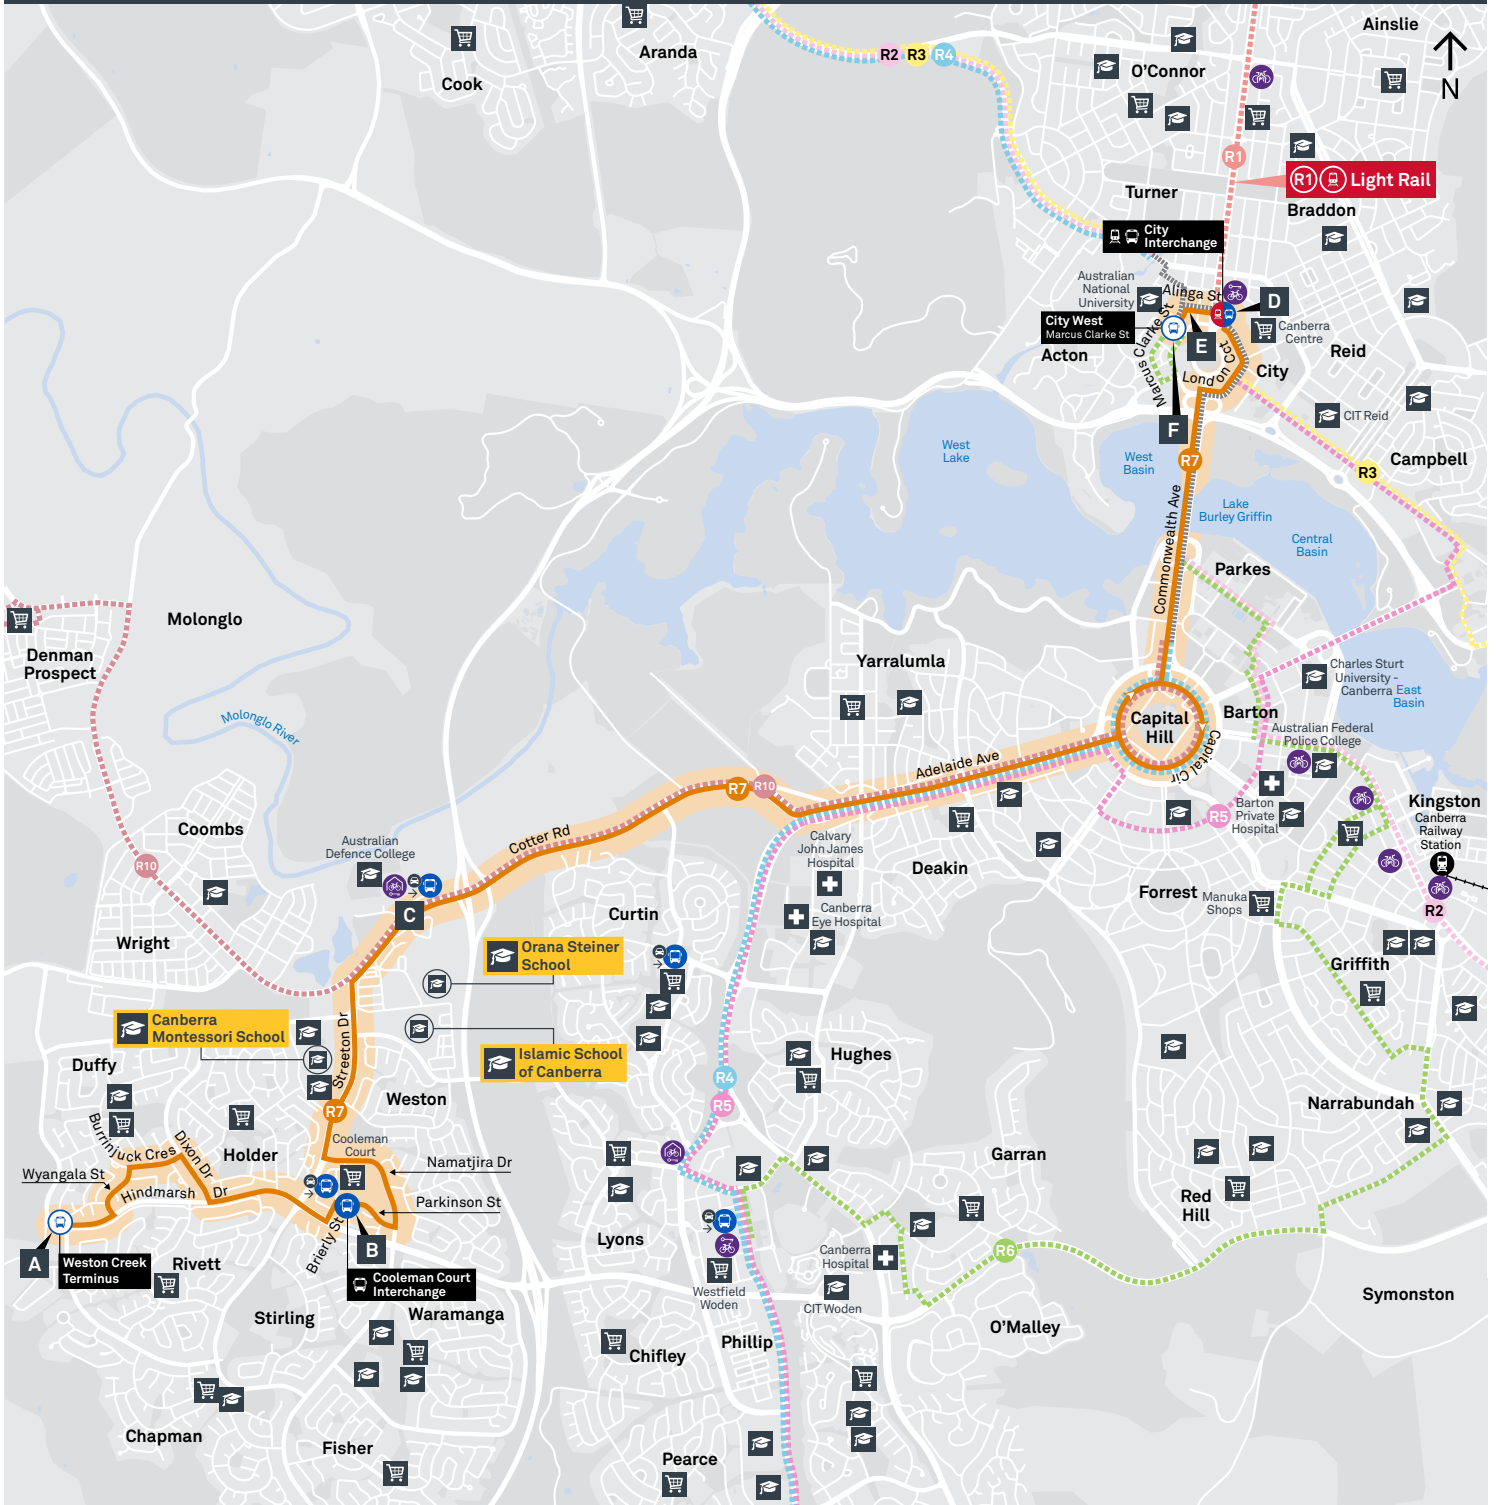 Ainslie
Aranda
Cook
R2 R3 R4
O'Connor
N
R1
R1 Light Rail
Turner
Braddon
City
Interchange
Australian
National
University
Alinga St
D
City West
Marcus Clarke St
Marcus Clarke St
Canberra
Centre
E
Acton
Reid
City
London Cct
CIT Reid
F
West
Lake
West
Basin
R7
Campbell
R3
Lake
Burley Griffin
Central
Basin
Commonwealth Ave
Parkes
Molonglo
Denman
Prospect
Yarralumla
Charles Sturt
University -
Canberra
East
Basin
Molonglo River
Capital
Hill
Barton
Australian Federal
Police College
Capital Cir
Adelaide Ave
R7 R10
Barton
Private
Hospital
R5
Kingston
Canberra
Railway
Station
Coombs
Cotter Rd
Australian
Defence College
Calvary
John James
Hospital
Deakin
R10
Forrest
Manuka
Shops
R2
C
Curtin
Canberra
Eye Hospital
Wright
Orana Steiner
School
Griffith
Canberra
Montessori School
Streeton Dr
Islamic School
of Canberra
Hughes
Duffy
R4
R5
R7
Weston
Narrabundah
Burrinjuck Cres
Dixon Dr
Holder
Cooleman
Court
Namatjira Dr
Garran
Wyangala St
Hindmarsh Dr
Parkinson St
Red
Hill
A
Weston Creek
Terminus
Rivett
Brierly St
B
Lyons
Canberra
Hospital
R6
Cooleman Court
Interchange
Westfield
Woden
CIT Woden
Symonston
Stirling
Waramanga
O'Malley
Chifley
Phillip
Chapman
Fisher
Pearce